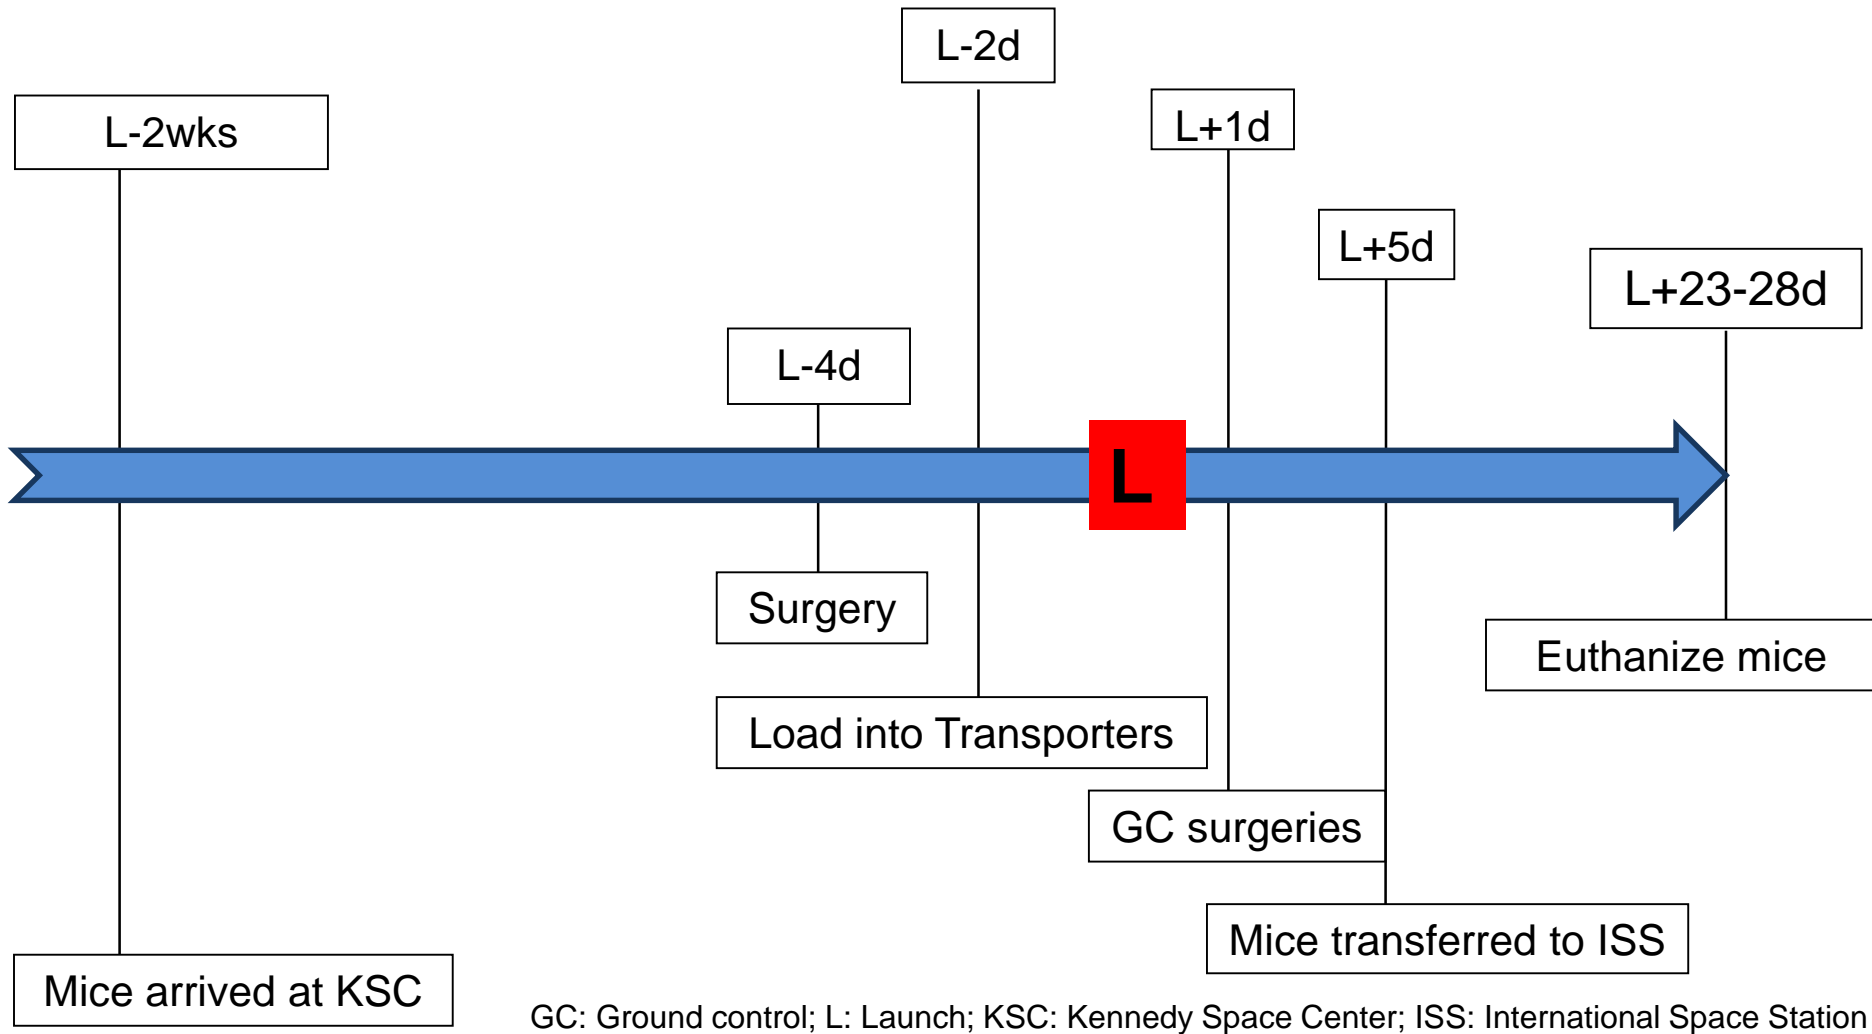 L-2d
L-2wks
L+1d
L+5d
L+23-28d
L-4d
L
Surgery
Euthanize mice
Load into Transporters
GC surgeries
Mice transferred to ISS
Mice arrived at KSC
GC: Ground control; L: Launch; KSC: Kennedy Space Center; ISS: International Space Station